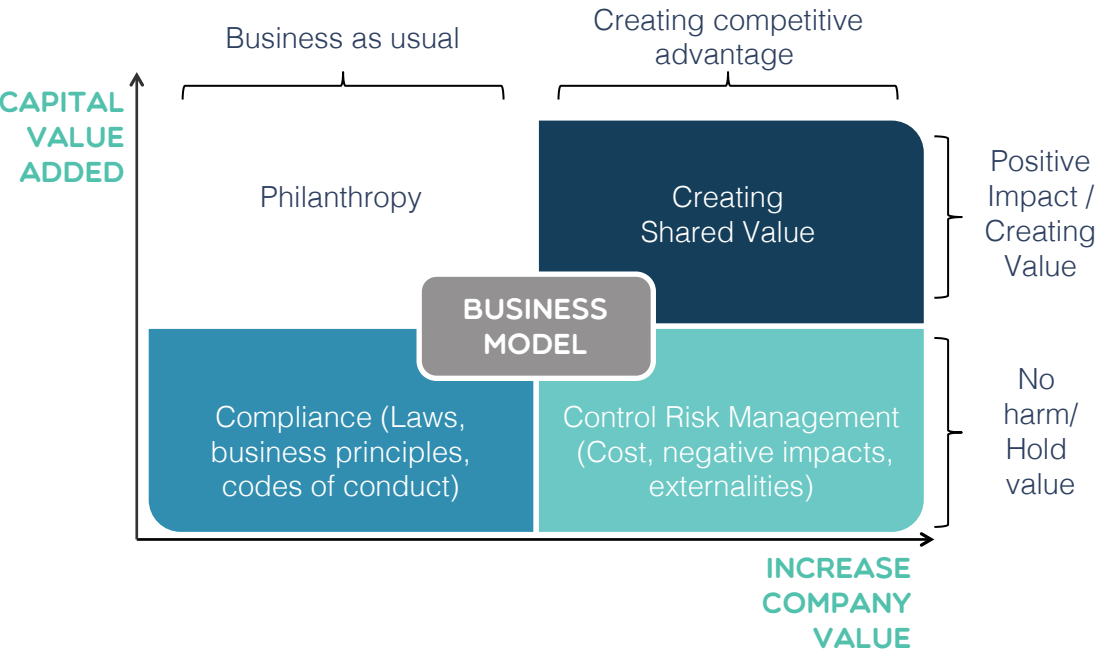 Business as usual
Creating competitive
advantage
CAPITAL
VALUE
ADDED
Philanthropy
Creating
Shared Value
Positive
Impact /
Creating
Value
BUSINESS
MODEL
Compliance (Laws,
business principles,
codes of conduct)
Control Risk Management
(Cost, negative impacts,
externalities)
No
harm/
Hold
value
INCREASE
COMPANY
VALUE